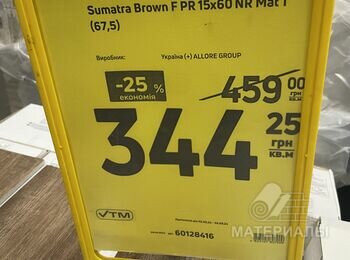 Sumatra Brown F PR 15x60 NR Mat 1
(67,5)
Виробник: Україна (+) ALLORE GROUP
-25 %
економія
459 00
грн
кв.м
344 25
грн
кв.м
VTM
60128416
МАТЕРИАЛЫ